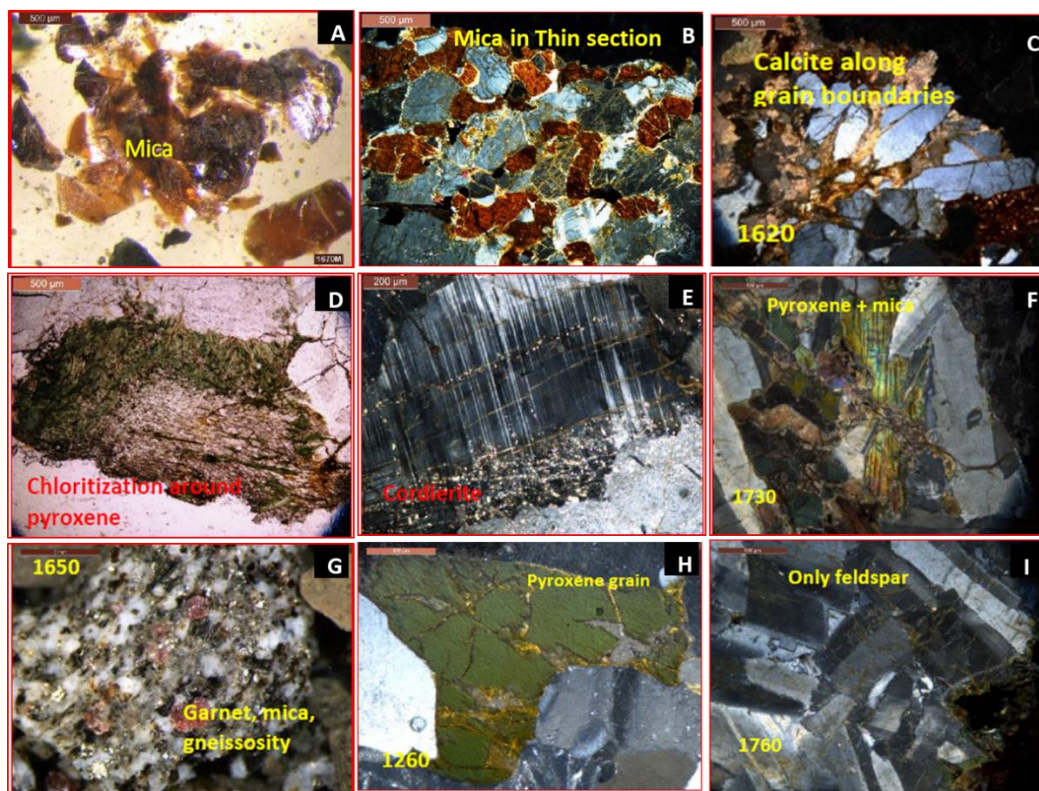 500 µm
A
Mica
1670M
500 µm
Mica in Thin section
B
500 µm
C
Calcite along
grain boundaries
1620
500 µm
D
Chloritization around
pyroxene
200 µm
E
Cordierite
Pyroxene + mica
F
1730
1650
G
Garnet, mica,
gneissosity
H
Pyroxene grain
1260
Only feldspar
I
1760